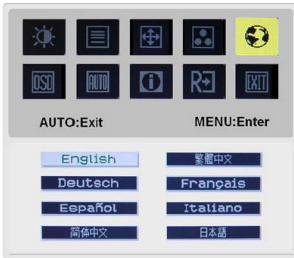 OSD AUTO i R EXIT
AUTO:Exit MENU:Enter
English 繁體中文
Deutsch Français
Español Italiano
简体中文 日本語